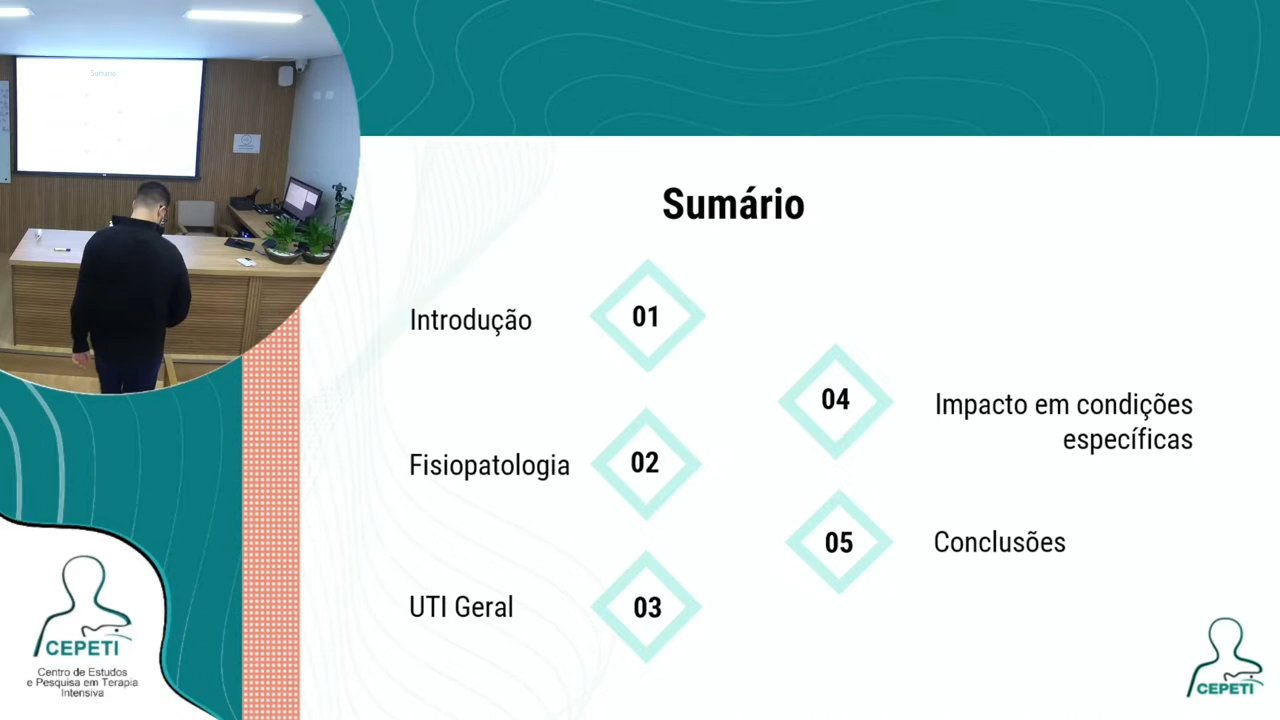 Sumário
Sumário
Introdução
01
Fisiopatologia
02
UTI Geral
03
04
Impacto em condições
específicas
05
Conclusões
CEPETI
Centro de Estudos
e Pesquisa em Terapia
Intensiva
CEPETI